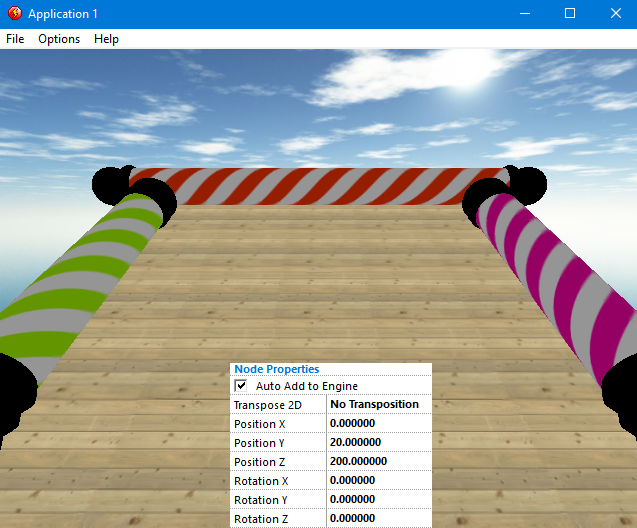 Application 1
File Options Help
Node Properties
Auto Add to Engine
Transpose 2D No Transposition
Position X 0.000000
Position Y 20.000000
Position Z 200.000000
Rotation X 0.000000
Rotation Y 0.000000
Rotation Z 0.000000